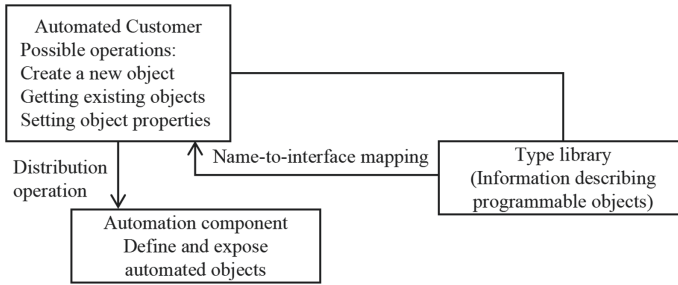 Automated Customer
Possible operations:
Create a new object
Getting existing objects
Setting object properties
Distribution
operation
Name-to-interface mapping
Type library
(Information describing
programmable objects)
Automation component
Define and expose
automated objects